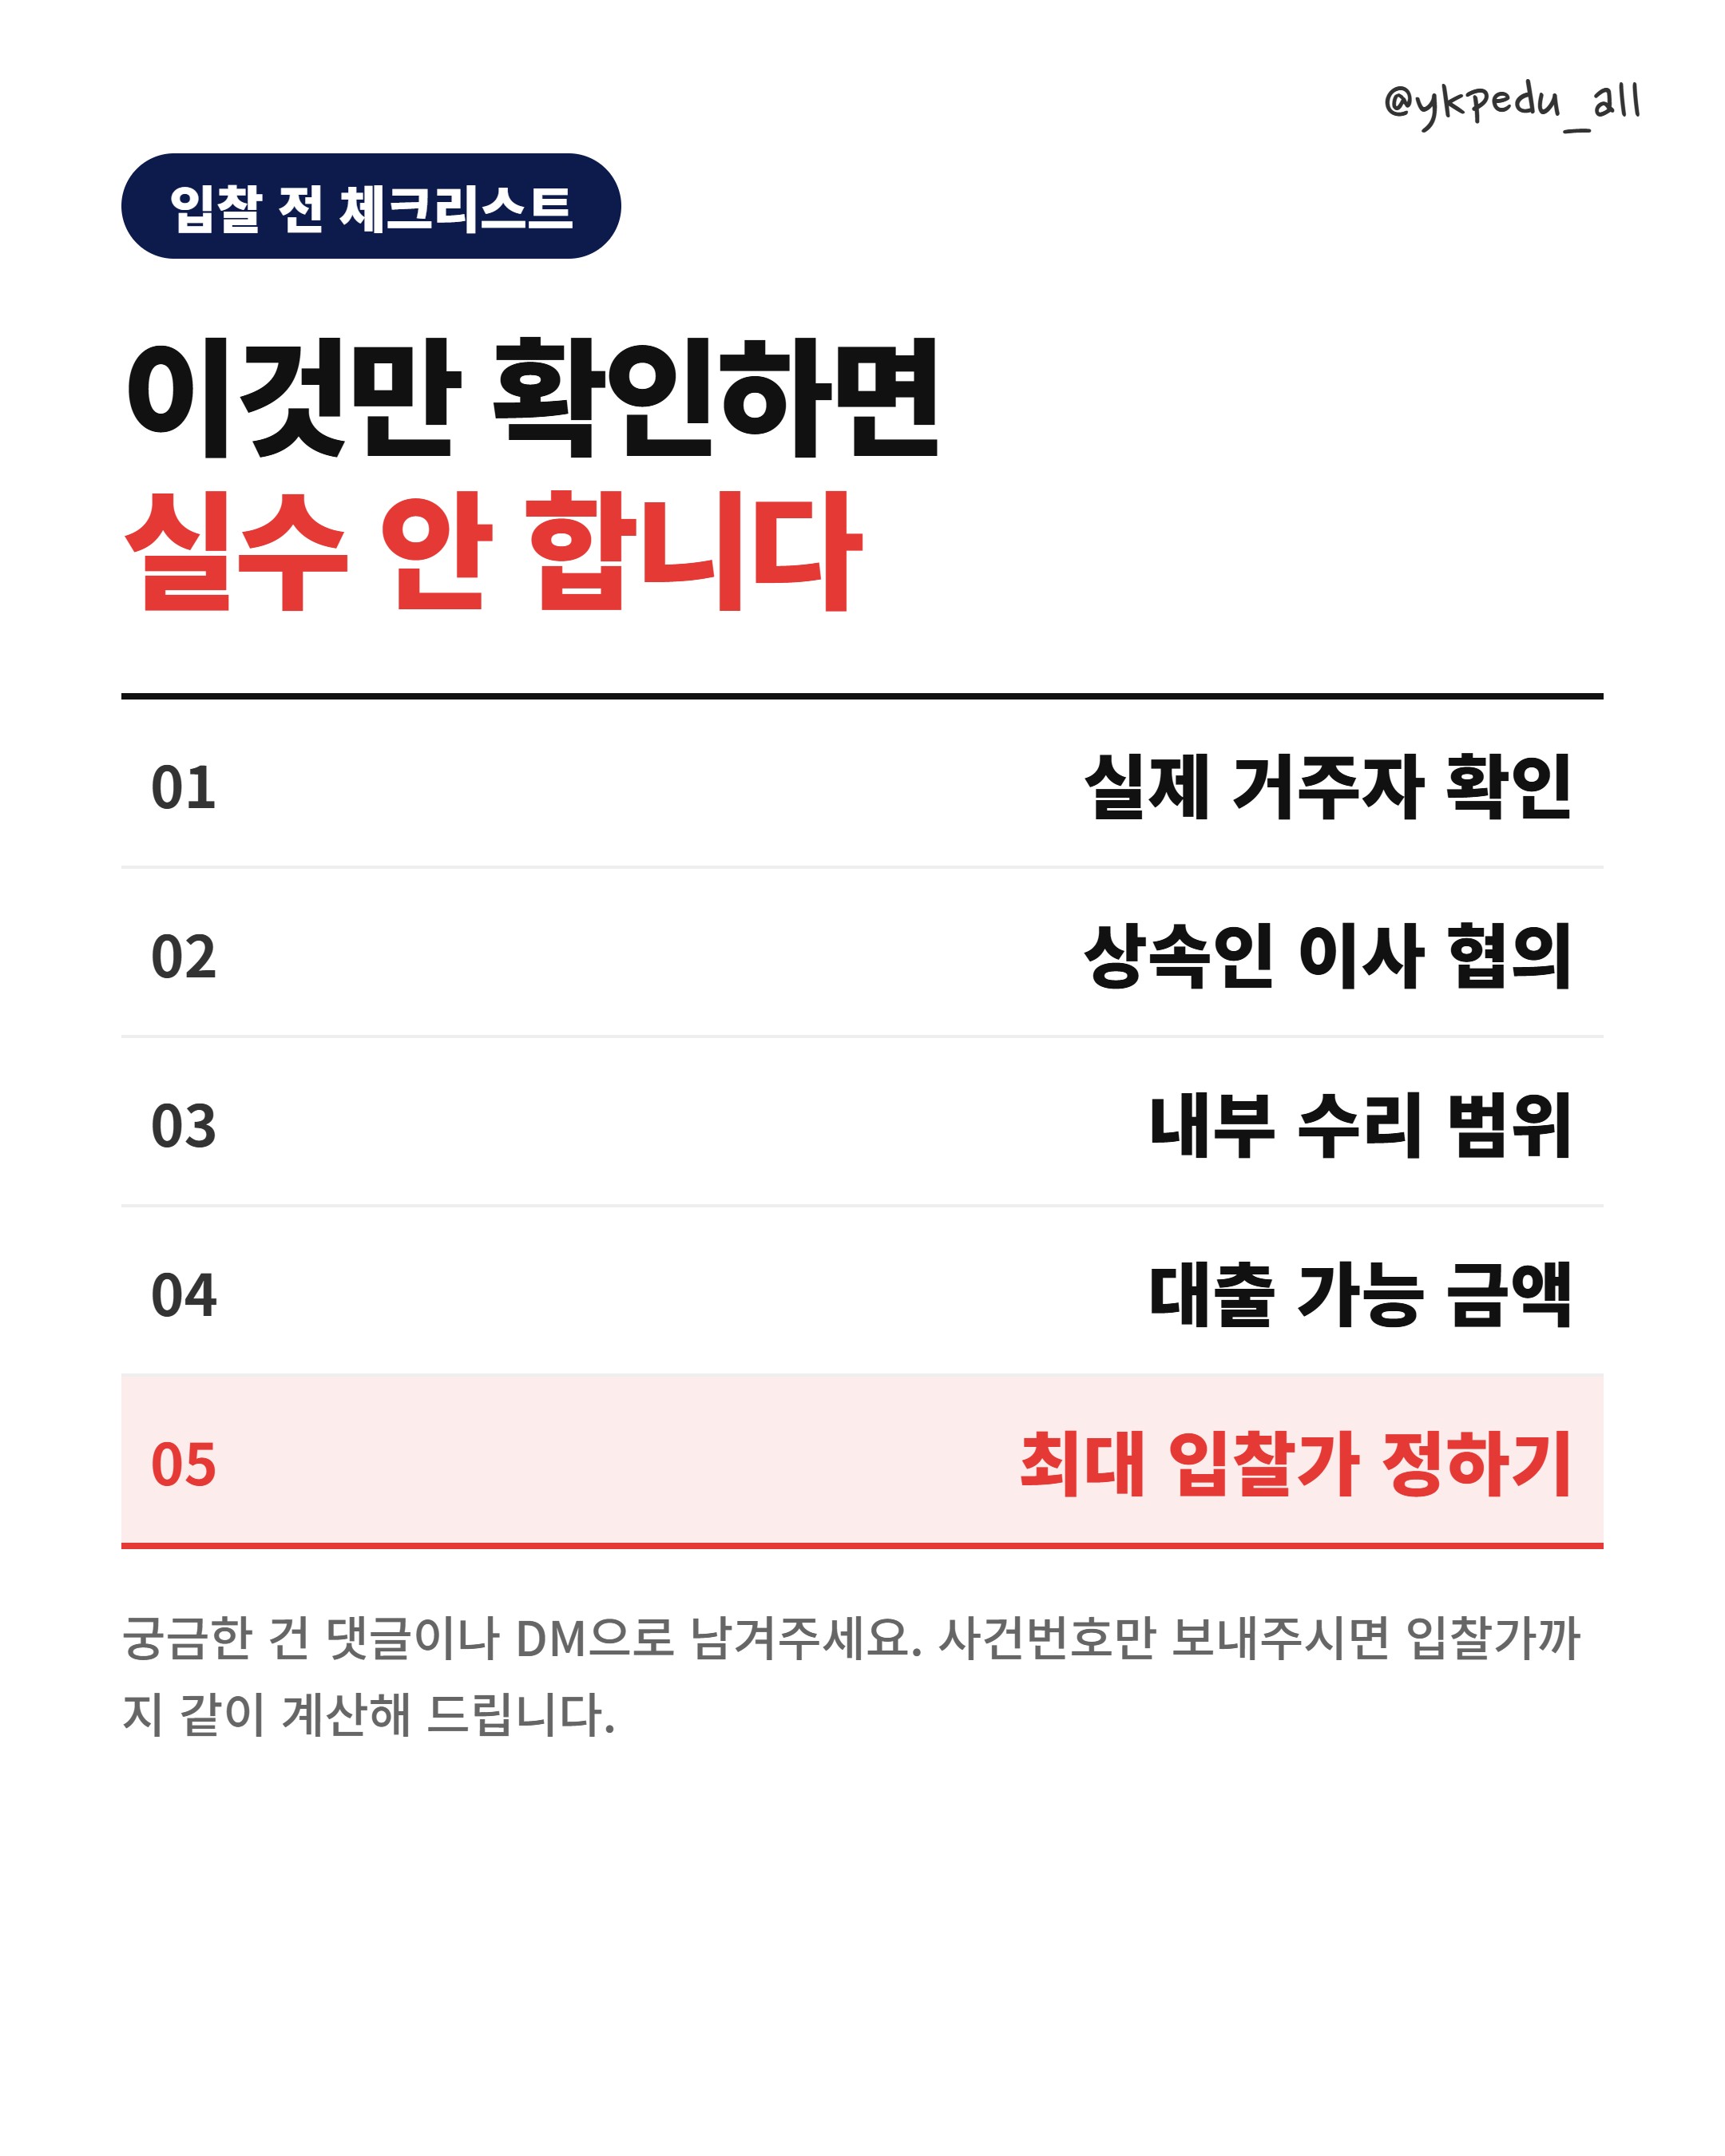 @ykpedu_all
입찰 전 체크리스트
이것만 확인하면
실수 안 합니다
01 실제 거주자 확인
02 상속인 이사 협의
03 내부 수리 범위
04 대출 가능 금액
05 최대 입찰가 정하기
궁금한 건 댓글이나 DM으로 남겨주세요. 사건번호만 보내주시면 입찰가까
지 같이 계산해 드립니다.